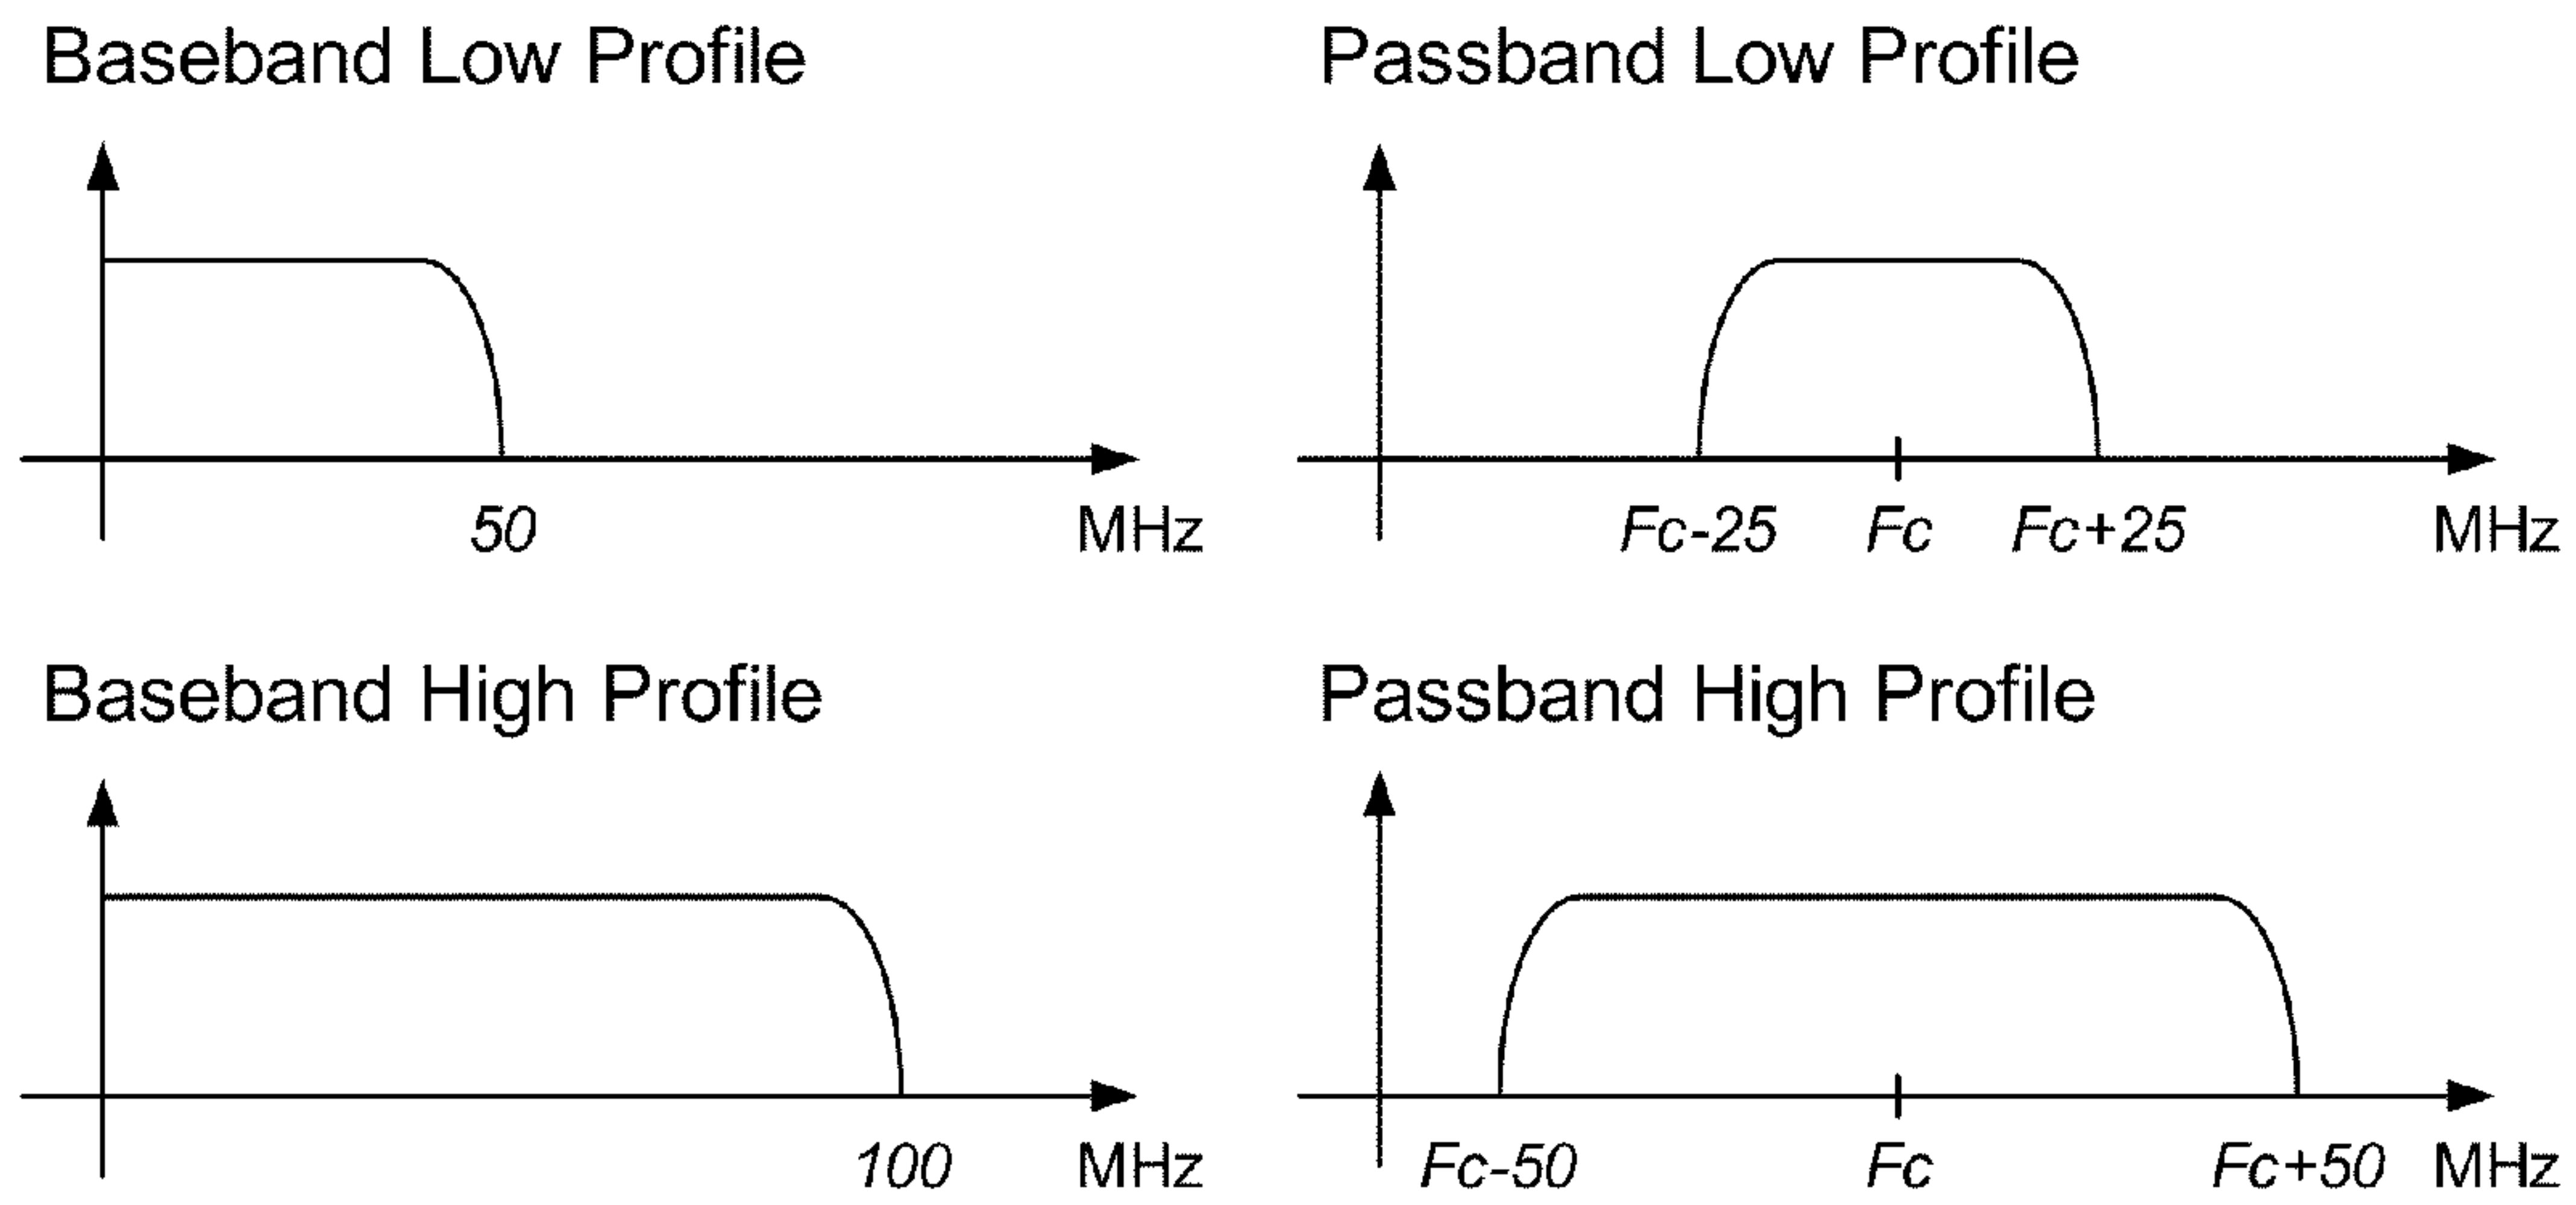 Baseband Low Profile
50
MHz
Passband Low Profile
Fc-25
Fc
Fc+25
MHz
Baseband High Profile
100
MHz
Passband High Profile
Fc-50
Fc
Fc+50
MHz